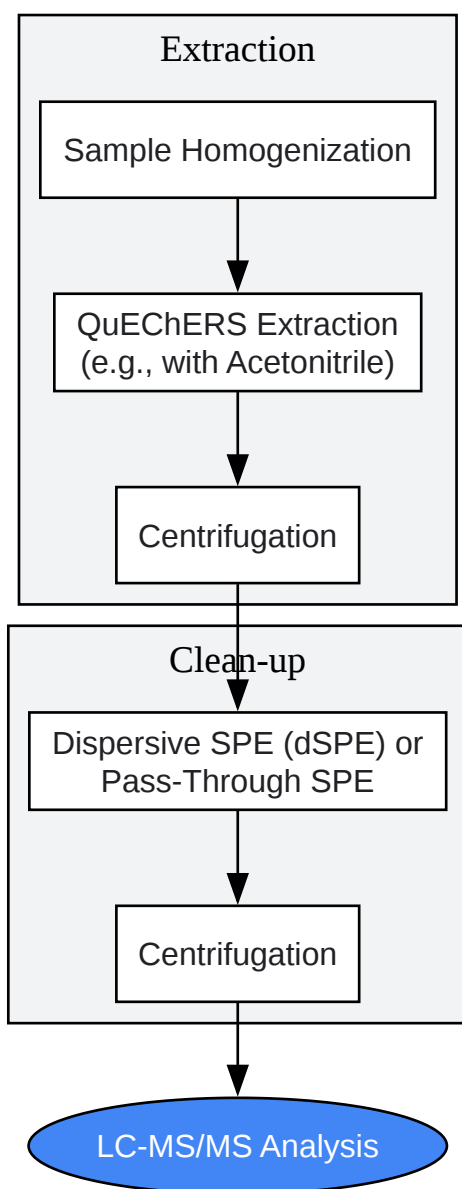 Extraction
Sample Homogenization
QuEChERS Extraction
(e.g., with Acetonitrile)
Centrifugation
Clean-up
Dispersive SPE (dSPE) or
Pass-Through SPE
Centrifugation
LC-MS/MS Analysis